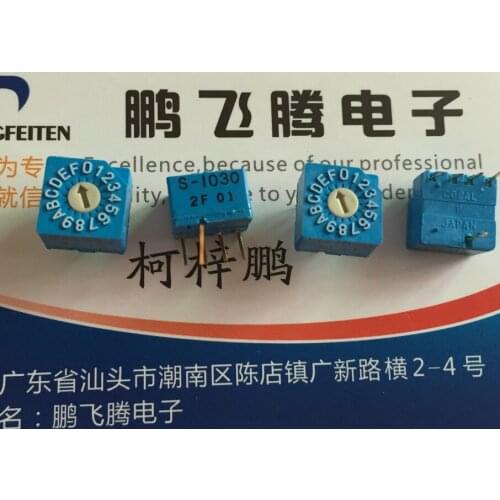 鹏飞腾电子
GFEITEN
为专 Excellence,because of our profession
就信
柯梓鹏
0123456789ABCDEF
S-1030
2F 01
0123456789ABCDEF
COPAL
JAPAN
广东省汕头市潮南区陈店镇广新路横2-4号
名：鹏飞腾电子